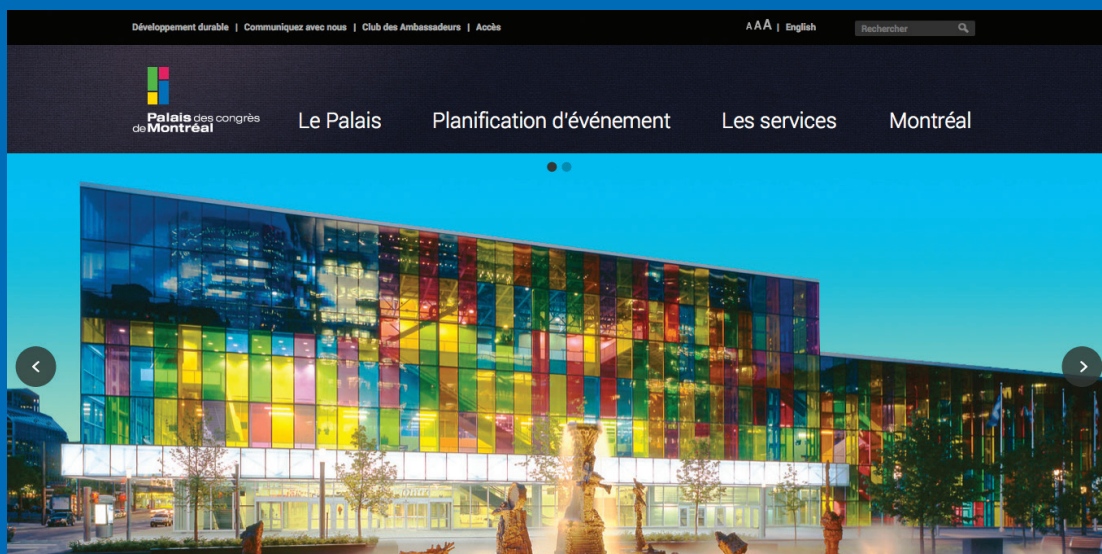 Développement durable | Communiquez avec nous | Club des Ambassadeurs | Accès
A A A | English
Rechercher
Palais des congrès
de Montréal
Le Palais
Planification d'événement
Les services
Montréal